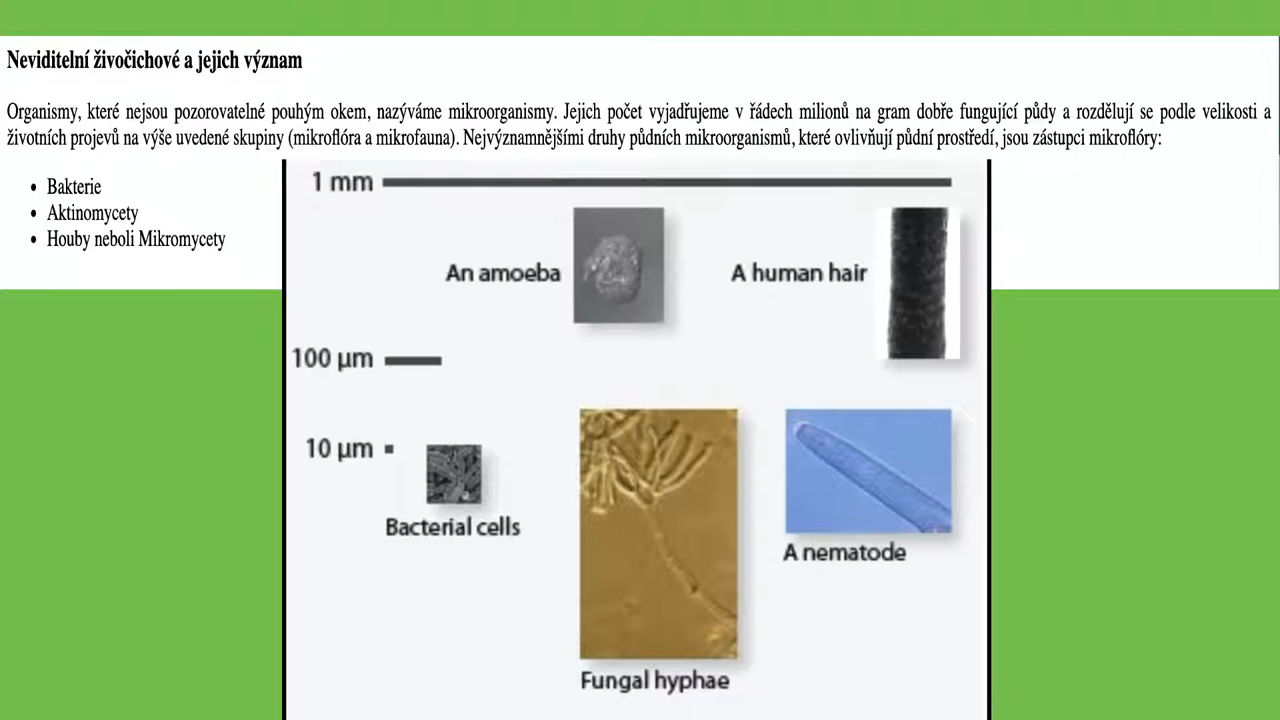 Neviditelní živočichové a jejich význam
Organismy, které nejsou pozorovatelné pouhým okem, nazýváme mikroorganismy. Jejich počet vyjadřujeme v řádech milionů na gram dobře fungující půdy a rozdělují se podle velikosti a
životních projevů na výše uvedené skupiny (mikroflóra a mikrofauna). Nejvýznamnějšími druhy půdních mikroorganismů, které ovlivňují půdní prostředí, jsou zástupci mikroflóry:
• Bakterie
• Aktinomycety
• Houby neboli Mikromycety
1 mm
An amoeba
A human hair
100 µm
10 µm
Bacterial cells
A nematode
Fungal hyphae